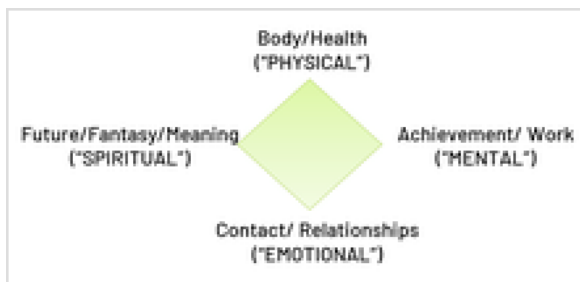 Body/Health
("PHYSICAL")
Future/Fantasy/Meaning
("SPIRITUAL")
Achievement/ Work
("MENTAL")
Contact/ Relationships
("EMOTIONAL")